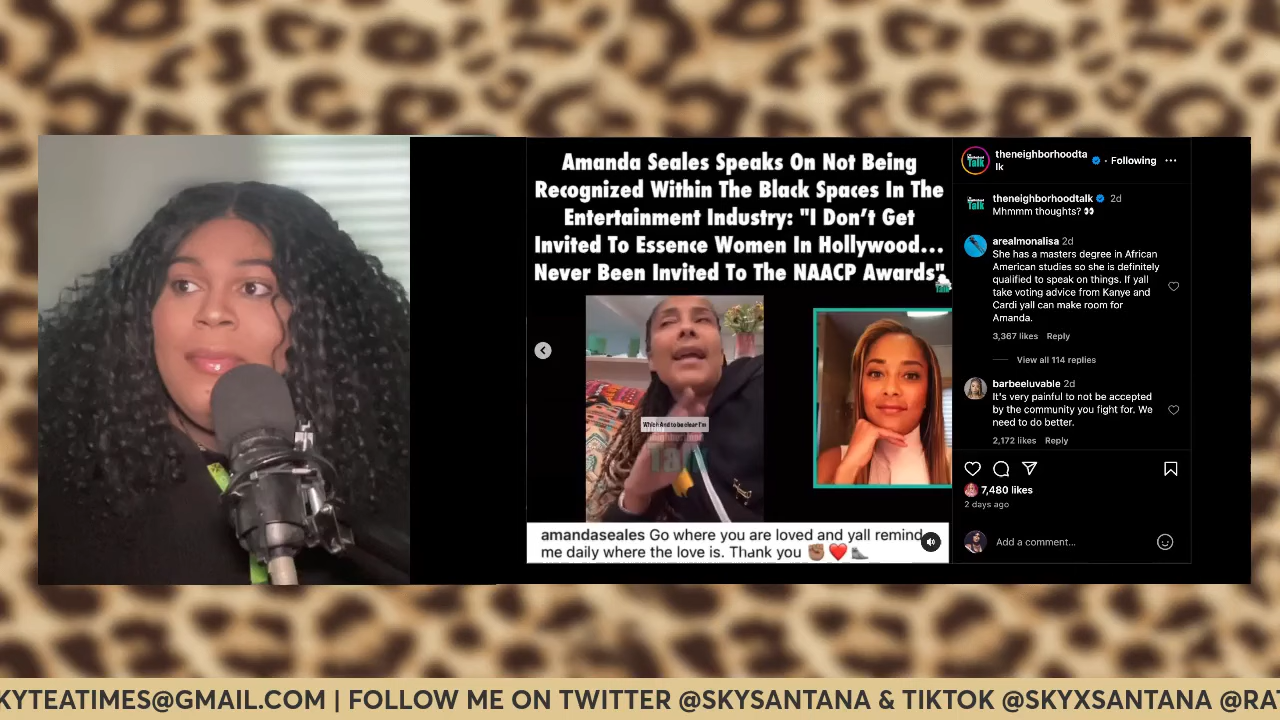 Amanda Seales Speaks On Not Being
Recognized Within The Black Spaces In The
Entertainment Industry: "I Don't Get
Invited To Essence Women In Hollywood...
Never Been Invited To The NAACP Awards"
Which And to be clear I'm
Talk
amandaseales Go where you are loved and yall remind
me daily where the love is. Thank you ✊🏽❤️
theneighborhoodta
lk
• Following
theneighborhoodtalk 2d
Mhmmm thoughts? 👀
arealmonalisa 2d
She has a masters degree in African
American studies so she is definitely
qualified to speak on things. If yall
take voting advice from Kanye and
Cardi yall can make room for
Amanda.
3,367 likes Reply
View all 114 replies
barbeeluvable 2d
It's very painful to not be accepted
by the community you fight for. We
need to do better.
2,172 likes Reply
7,480 likes
2 days ago
Add a comment...
KYTEATIMES@GMAIL.COM | FOLLOW ME ON TWITTER @SKYSANTANA & TIKTOK @SKYXSANTANA @RA